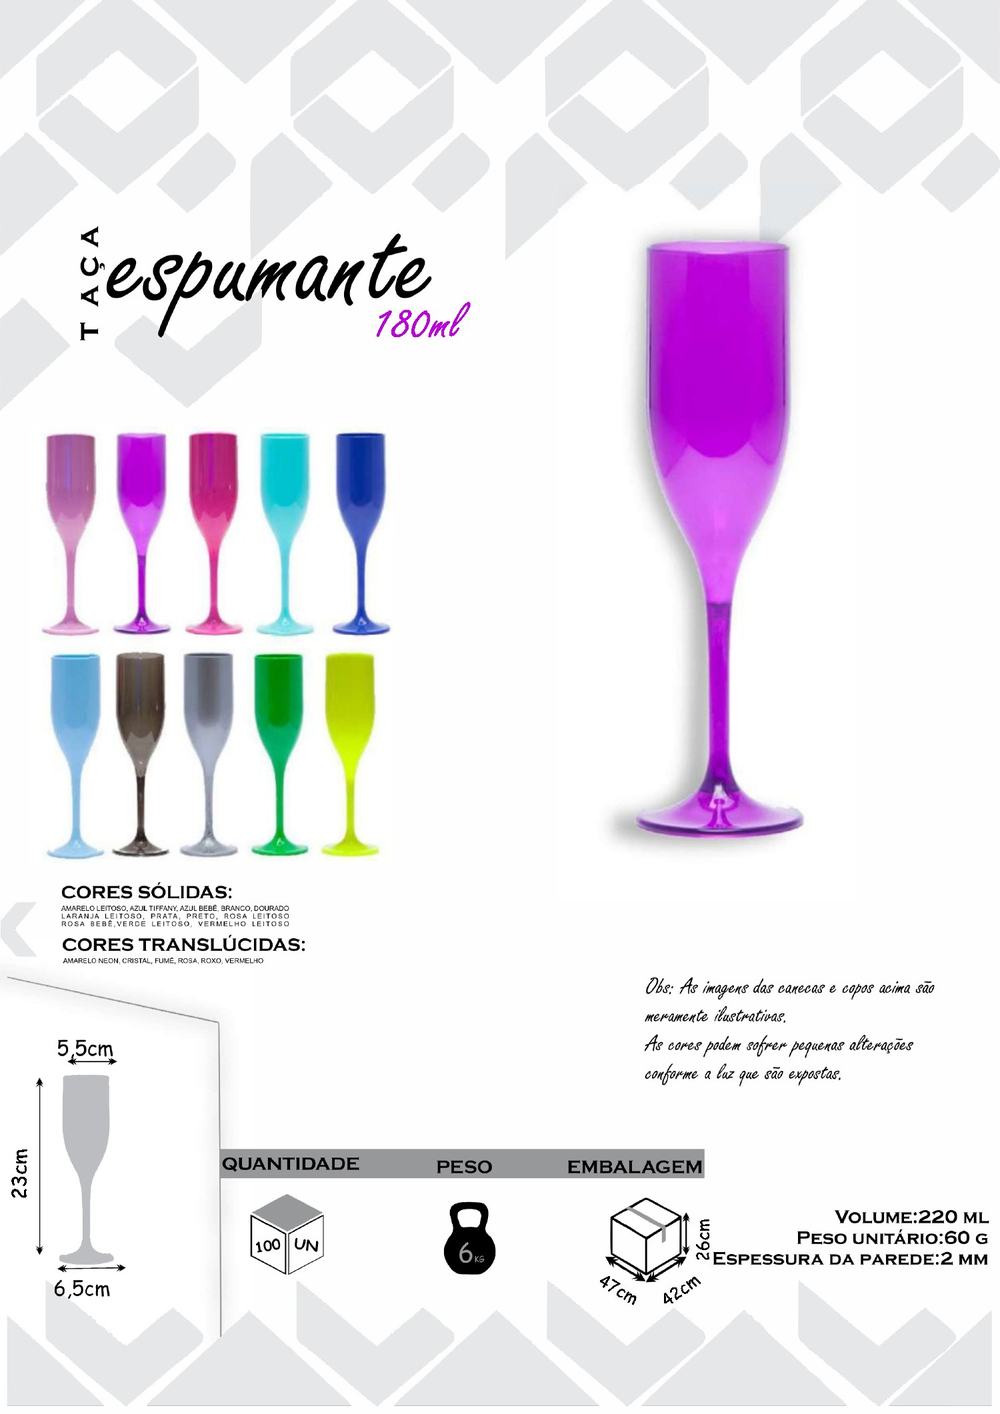 TAÇA
espumante
180ml
CORES SÓLIDAS:
AMARELO LEITOSO, AZUL TIFFANY, AZUL BEBÊ, BRANCO, DOURADO
LARANJA LEITOSO, PRATA, PRETO, ROSA LEITOSO
ROSA BEBÊ,VERDE LEITOSO, VERMELHO LEITOSO
CORES TRANSLÚCIDAS:
AMARELO NEON, CRISTAL, FUMÊ, ROSA, ROXO, VERMELHO
Obs: As imagens das canecas e copos acima são
meramente ilustrativas.
As cores podem sofrer pequenas alterações
conforme a luz que são expostas.
5,5cm
23cm
6,5cm
QUANTIDADE
PESO
EMBALAGEM
100 UN
6KG
26cm
47cm
42cm
VOLUME:220 ML
PESO UNITÁRIO:60 G
ESPESSURA DA PAREDE:2 MM